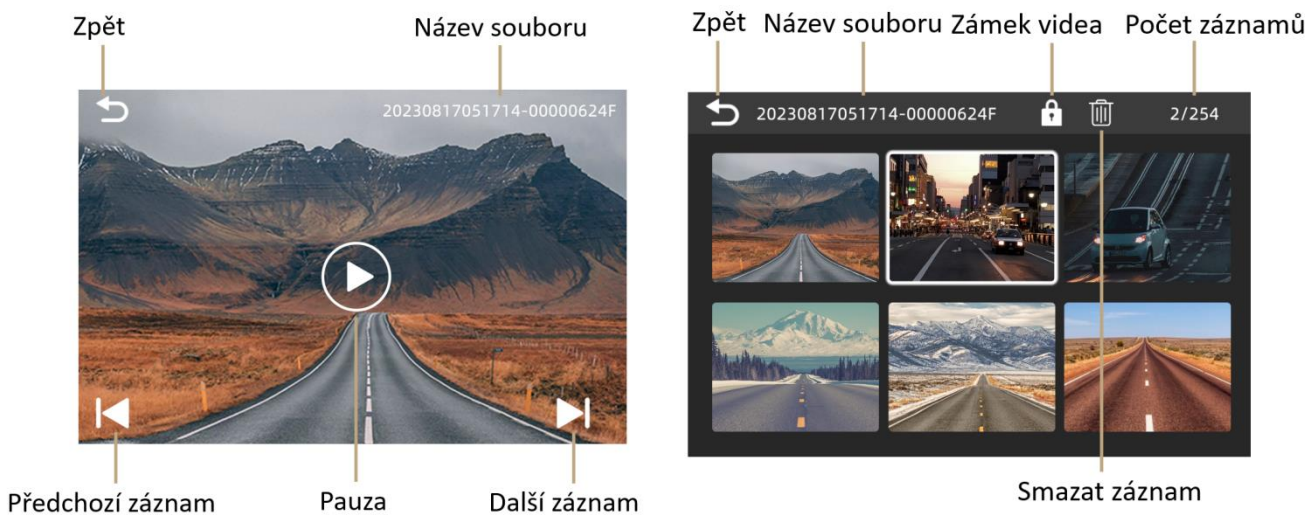 Zpět
Název souboru
20230817051714-00000624F
Předchozí záznam
Pauza
Další záznam
Zpět
Název souboru
Zámek videa
Počet záznamů
20230817051714-00000624F
2/254
Smazat záznam